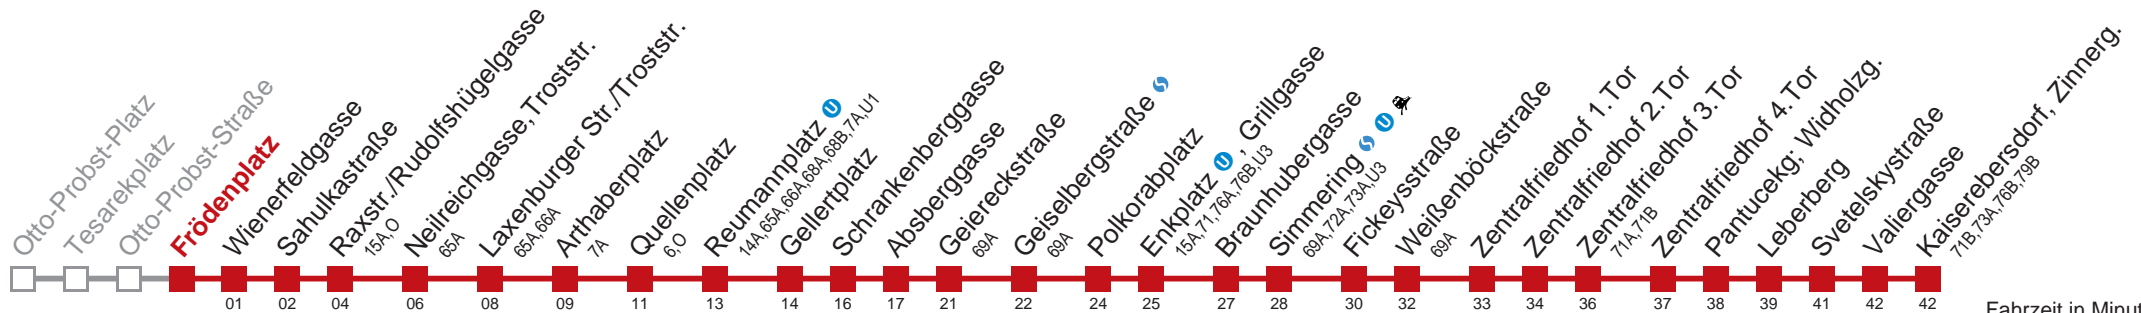 Otto-Probst-Platz
Tesarekplatz
Otto-Probst-Straße
Frödenplatz
Wienerfeldgasse
01
Sahulkastraße
02
Raxstr./Rudolfshügelgasse
15A,O
04
Neilreichgasse, Troststr.
65A
06
Laxenburger Str./Troststr.
65A,66A
08
Arthaberplatz
7A
09
Quellenplatz
6,O
11
Reumannplatz U
14A,65A,66A,68A,68B,7A,U1
13
Gellertplatz
14
Schrankenberggasse
16
Absberggasse
17
Geiereckstraße
69A
21
Geiselbergstraße S
69A
22
Polkorabplatz
24
Enkplatz U , Grillgasse
15A,71,76A,76B,U3
25
Braunhubergasse
27
Simmering S U
69A,72A,73A,U3
28
Fickeysstraße
30
Weißenböckstraße
69A
32
Zentralfriedhof 1.Tor
33
Zentralfriedhof 2.Tor
34
Zentralfriedhof 3.Tor
71A,71B
36
Zentralfriedhof 4.Tor
37
Pantucekg; Widholzg.
38
Leberberg
39
Svetelskystraße
41
Valiergasse
42
Kaiserebersdorf, Zinnerg.
71B,73A,76B,79B
42
Fahrzeit in Minut